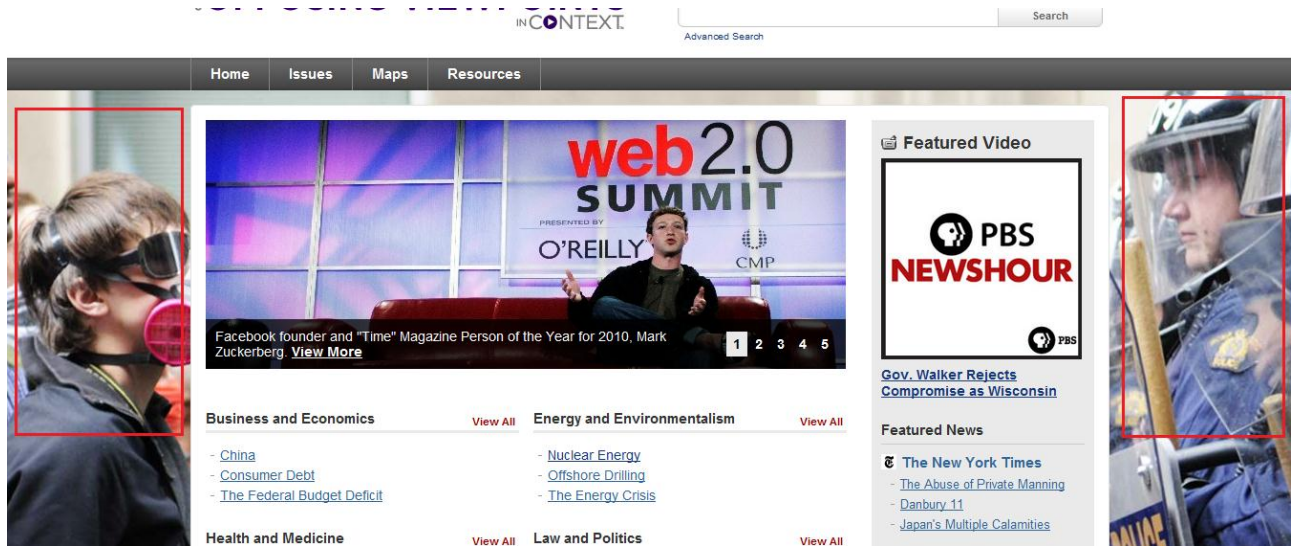 OPPOSING VIEWPOINTS
IN CONTEXT
Search
Advanced Search
Home Issues Maps Resources
web 2.0
SUMMIT
PRESENTED BY
O'REILLY CMP
Facebook founder and "Time" Magazine Person of the Year for 2010, Mark
Zuckerberg. View More
1 2 3 4 5
Featured Video
PBS
NEWSHOUR
PBS
Gov. Walker Rejects
Compromise as Wisconsin
Business and Economics View All
- China
- Consumer Debt
- The Federal Budget Deficit
Energy and Environmentalism View All
- Nuclear Energy
- Offshore Drilling
- The Energy Crisis
Featured News
The New York Times
- The Abuse of Private Manning
- Danbury 11
- Japan's Multiple Calamities
Health and Medicine View All
Law and Politics View All
POLICE